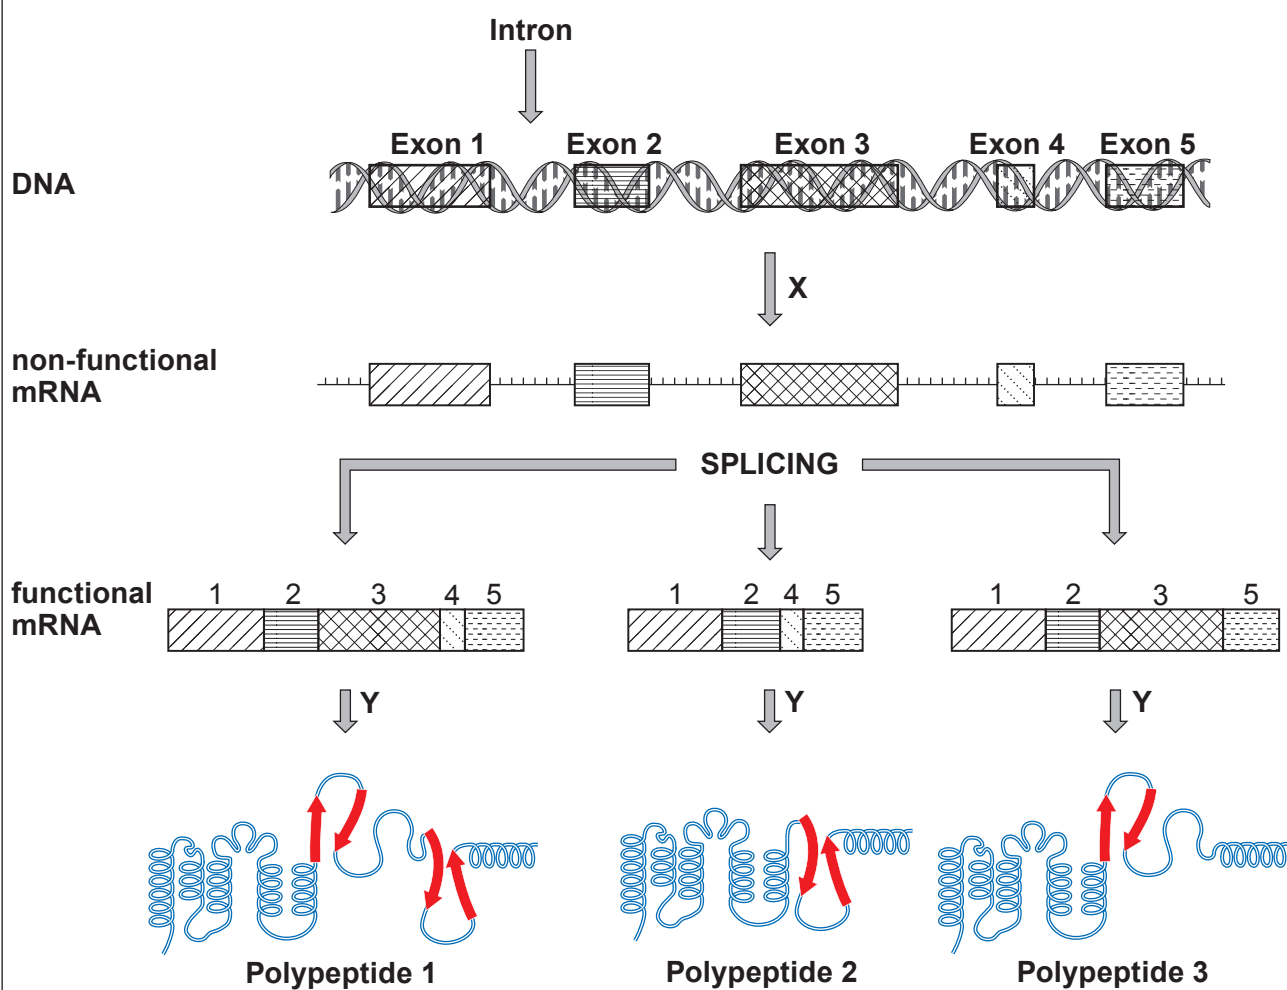 Intron
Exon 1 Exon 2 Exon 3 Exon 4 Exon 5
DNA
X
non-functional
mRNA
SPLICING
functional
mRNA
1 2 3 4 5
1 2 4 5
1 2 3 5
Y Y Y
Polypeptide 1 Polypeptide 2 Polypeptide 3